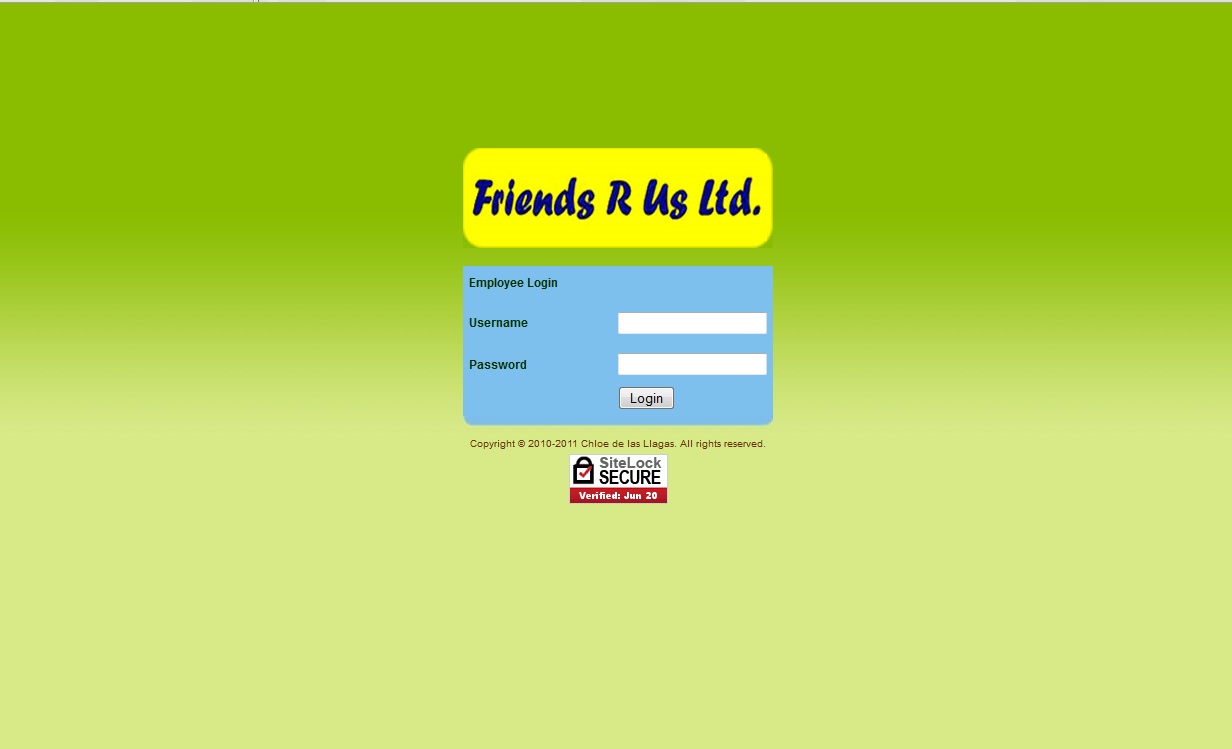 Friends R Us Ltd.
Employee Login
Username
Password
Login
Copyright © 2010-2011 Chloe de las Llagas. All rights reserved.
SiteLock
SECURE
Verified: Jun 20